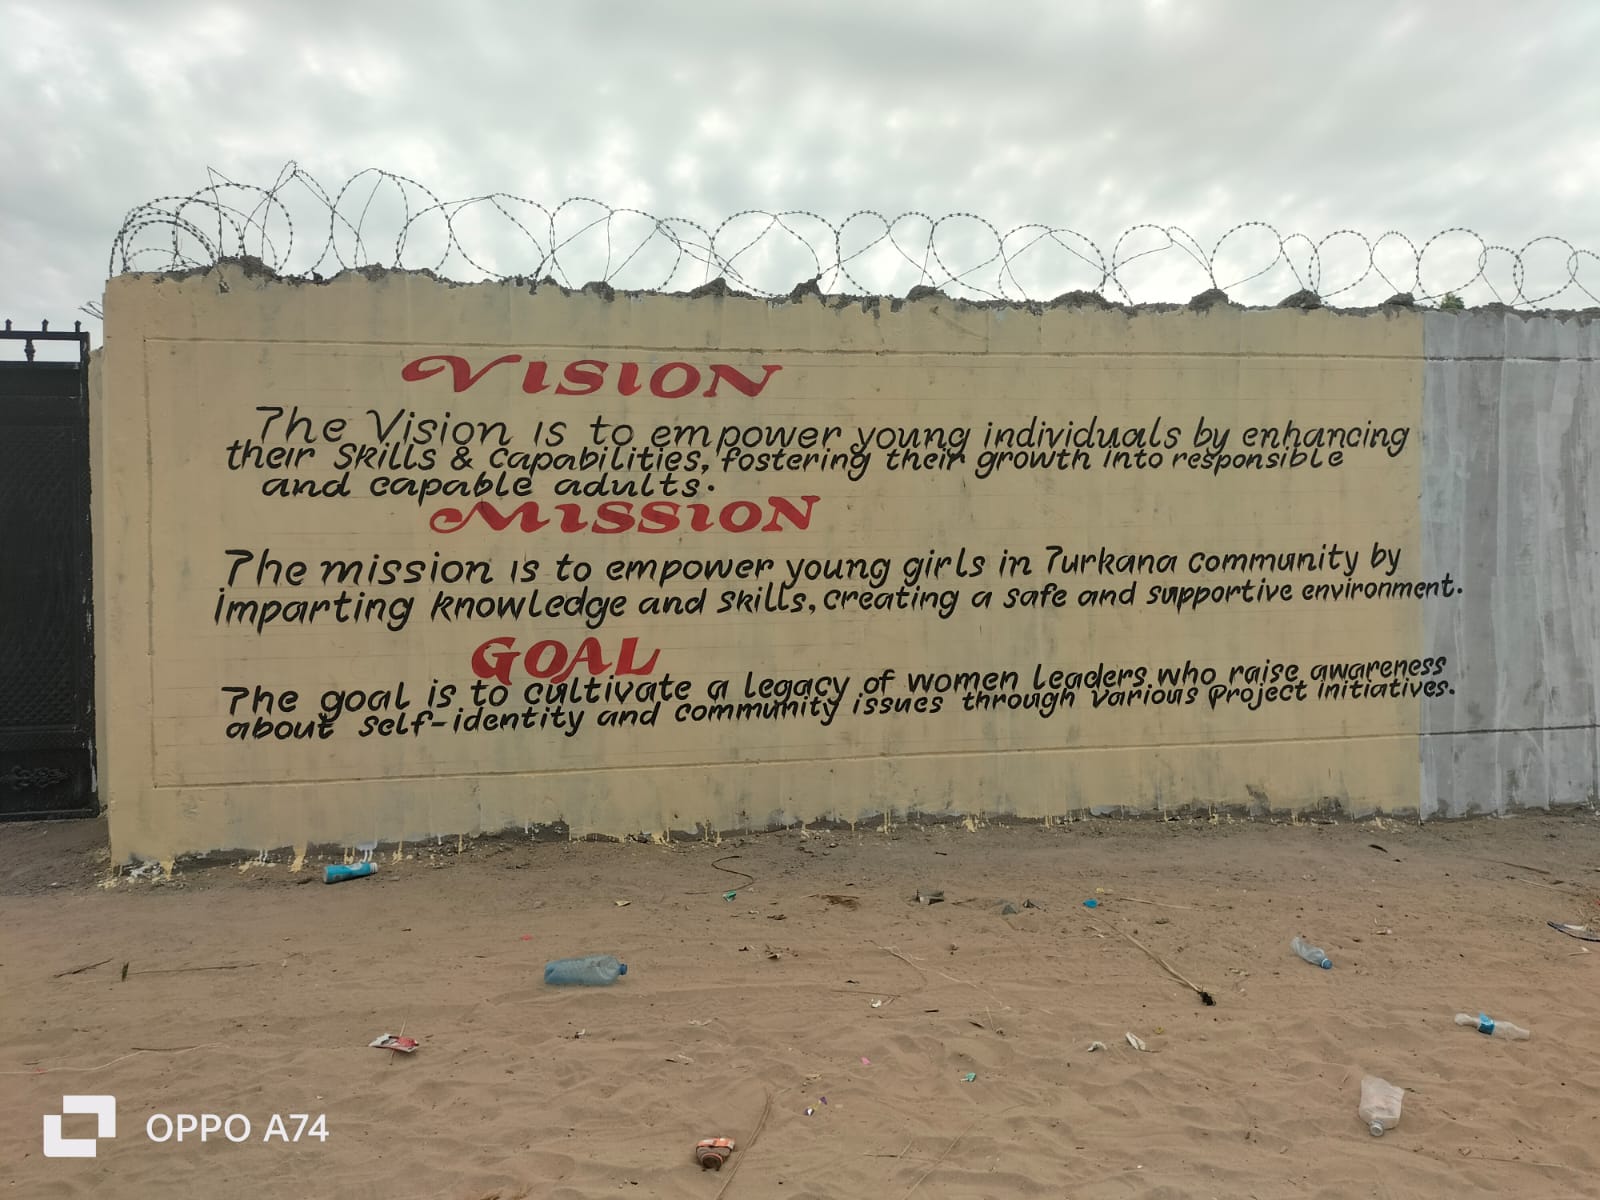 VISION
The Vision is to empower young individuals by enhancing
their Skills & Capabilities, fostering their growth into responsible
and capable adults.
MISSION
The mission is to empower young girls in Turkana community by
imparting knowledge and skills, creating a safe and supportive environment.
GOAL
The goal is to cultivate a legacy of women leaders who raise awareness
about self-identity and community issues through various Project initiatives.
OPPO A74